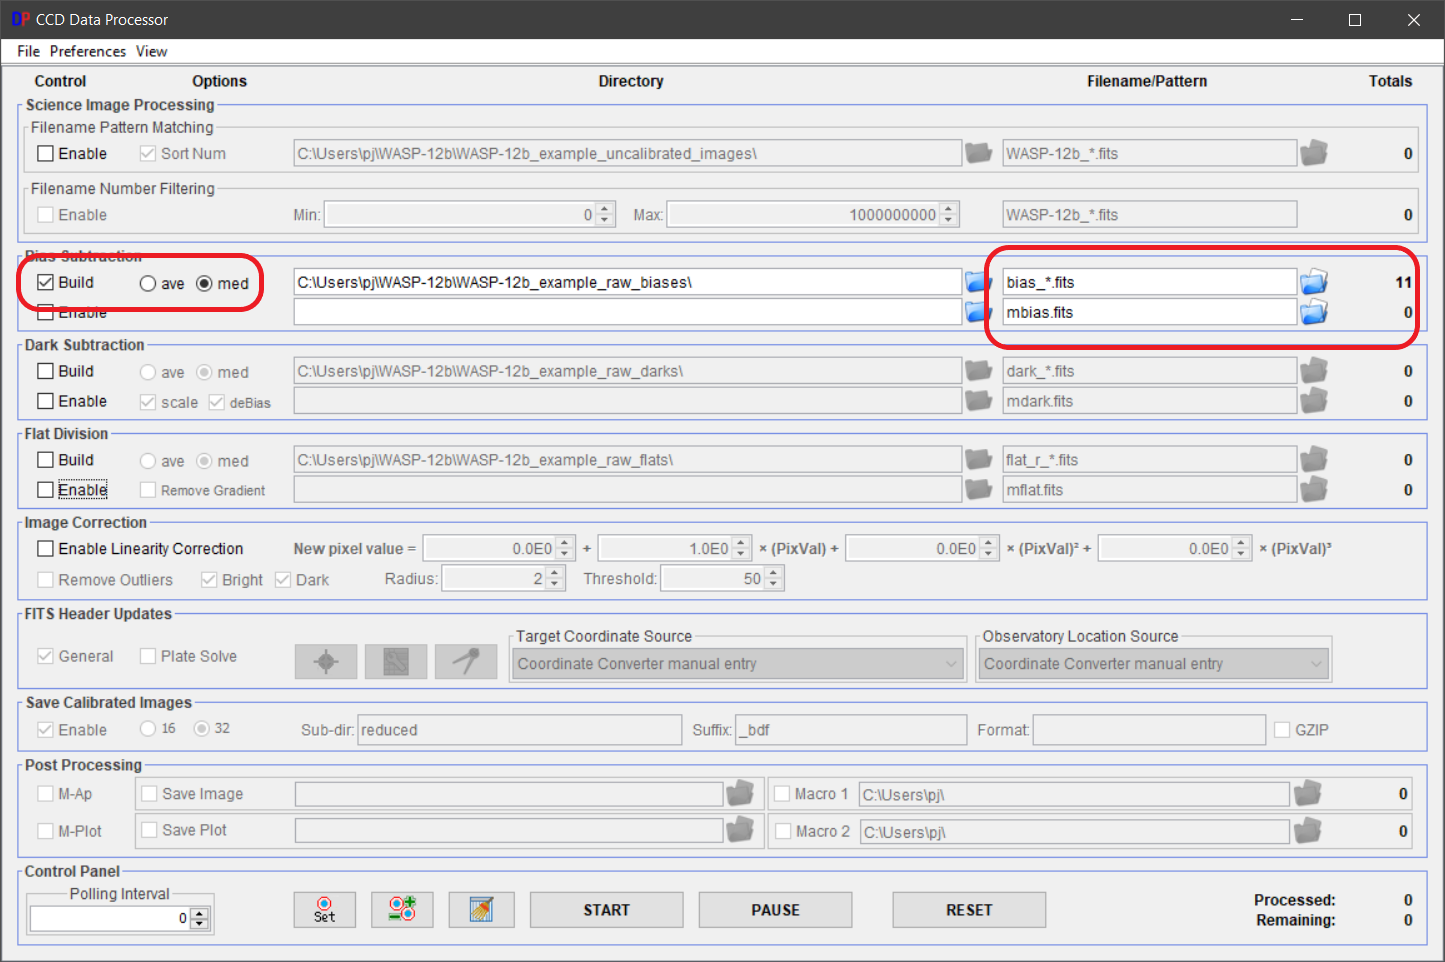 DP CCD Data Processor
File Preferences View
Control Options Directory Filename/Pattern Totals
Science Image Processing
Filename Pattern Matching
Enable Sort Num C:\Users\pj\WASP-12b\WASP-12b_example_uncalibrated_images\ WASP-12b_*.fits 0
Filename Number Filtering
Enable Min: 0 Max: 1000000000 WASP-12b_*.fits 0
Bias Subtraction
Build ave med C:\Users\pj\WASP-12b\WASP-12b_example_raw_biases\ bias_*.fits 11
Enable mbias.fits 0
Dark Subtraction
Build ave med C:\Users\pj\WASP-12b\WASP-12b_example_raw_darks\ dark_*.fits 0
Enable scale deBias mdark.fits 0
Flat Division
Build ave med C:\Users\pj\WASP-12b\WASP-12b_example_raw_flats\ flat_r_*.fits 0
Enable Remove Gradient mflat.fits 0
Image Correction
Enable Linearity Correction New pixel value = 0.0E0 + 1.0E0 × (PixVal) + 0.0E0 × (PixVal)² + 0.0E0 × (PixVal)³
Remove Outliers Bright Dark Radius: 2 Threshold: 50
FITS Header Updates
Target Coordinate Source Observatory Location Source
General Plate Solve Coordinate Converter manual entry Coordinate Converter manual entry
Save Calibrated Images
Enable 16 32 Sub-dir: reduced Suffix: _bdf Format: GZIP
Post Processing
M-Ap Save Image Macro 1 C:\Users\pj\ 0
M-Plot Save Plot Macro 2 C:\Users\pj\ 0
Control Panel
Polling Interval
0 Set START PAUSE RESET
Processed: 0
Remaining: 0